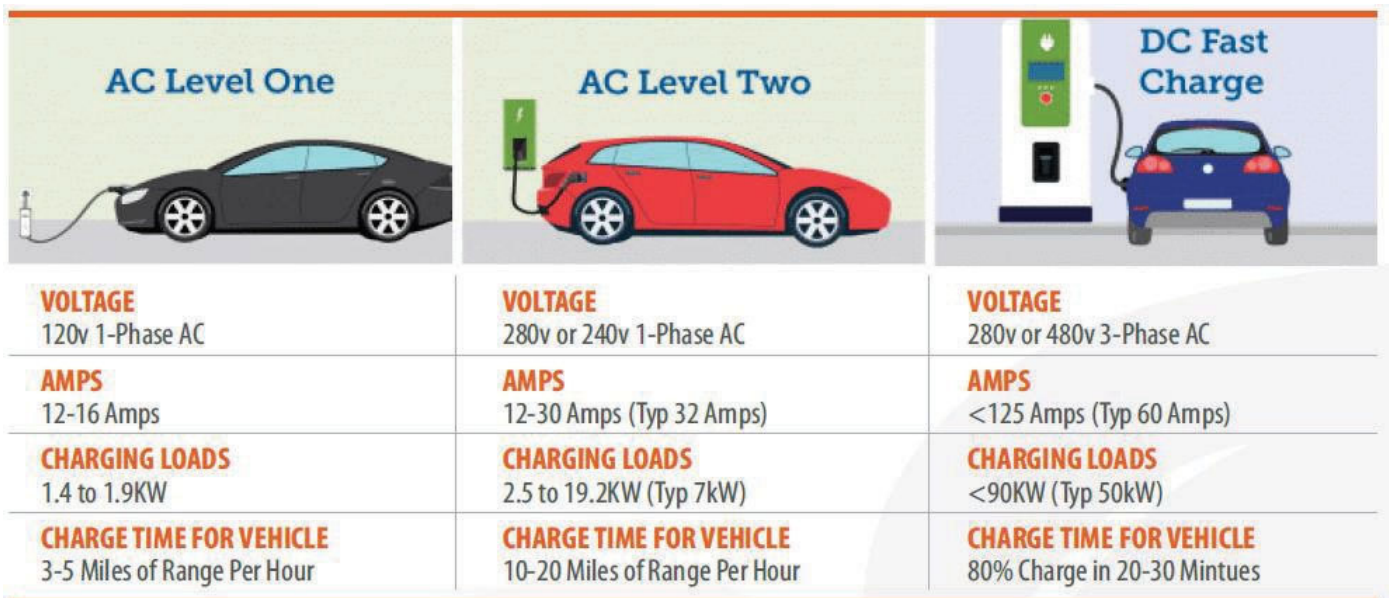 AC Level One
VOLTAGE
120v 1-Phase AC
AMPS
12-16 Amps
CHARGING LOADS
1.4 to 1.9KW
CHARGE TIME FOR VEHICLE
3-5 Miles of Range Per Hour
AC Level Two
VOLTAGE
280v or 240v 1-Phase AC
AMPS
12-30 Amps (Typ 32 Amps)
CHARGING LOADS
2.5 to 19.2KW (Typ 7kW)
CHARGE TIME FOR VEHICLE
10-20 Miles of Range Per Hour
DC Fast
Charge
VOLTAGE
280v or 480v 3-Phase AC
AMPS
<125 Amps (Typ 60 Amps)
CHARGING LOADS
<90KW (Typ 50kW)
CHARGE TIME FOR VEHICLE
80% Charge in 20-30 Mintues